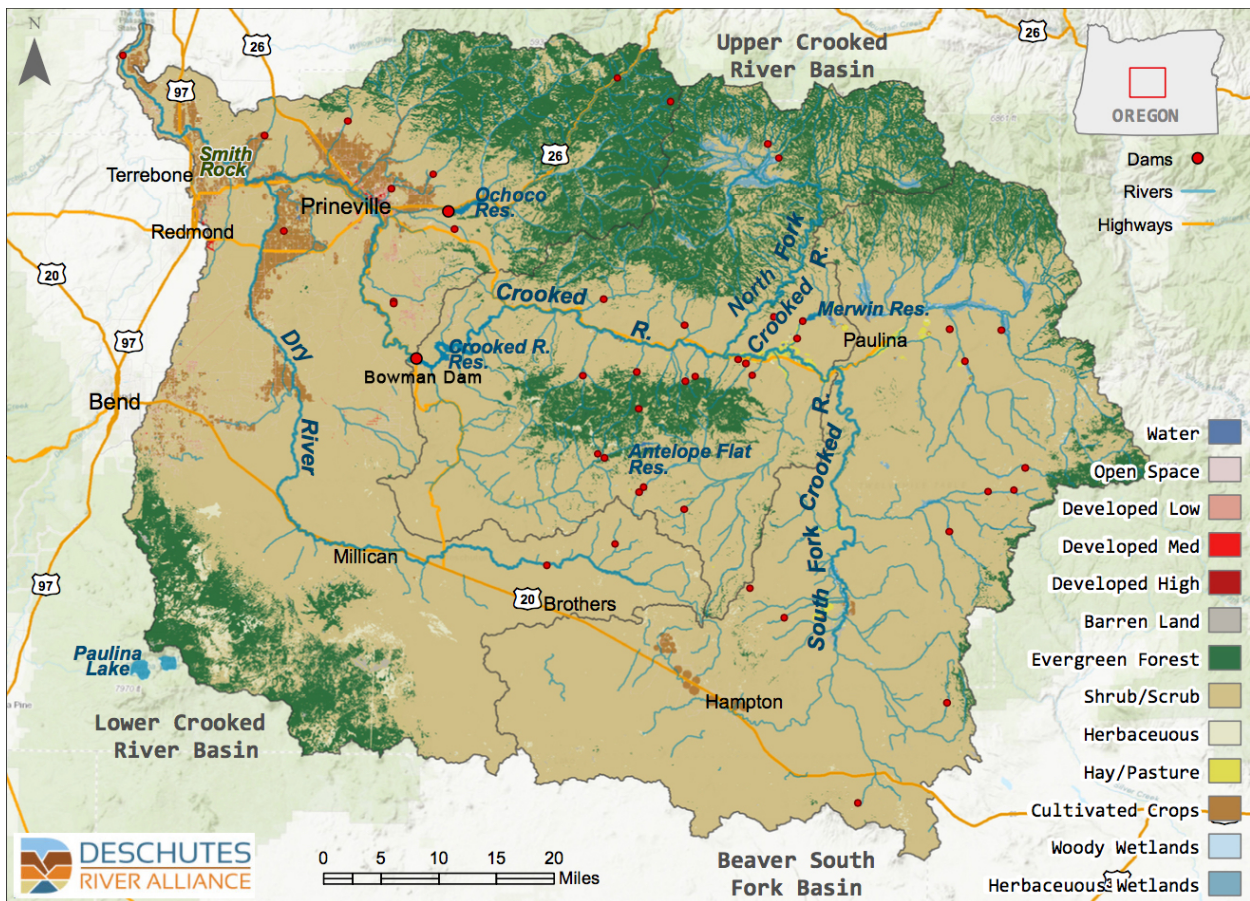 N
26
26
Upper Crooked
River Basin
OREGON
97
26
Dams
Rivers
Highways
Smith
Rock
Terrebone
Prineville
Ochoco
Res.
Redmond
20
97
North Fork
Crooked R.
Crooked
R.
Merwin Res.
Paulina
Dry
River
Crooked R.
Res.
Bowman Dam
Bend
South Fork Crooked R.
Antelope Flat
Res.
Millican
97
20
Brothers
Paulina
Lake
7970 ft
Hampton
Lower Crooked
River Basin
Water
Open Space
Developed Low
Developed Med
Developed High
Barren Land
Evergreen Forest
Shrub/Scrub
Herbaceuous
Hay/Pasture
Cultivated Crops
Woody Wetlands
Herbaceuous Wetlands
DESCHUTES
RIVER ALLIANCE
0 5 10 15 20
Miles
Beaver South
Fork Basin